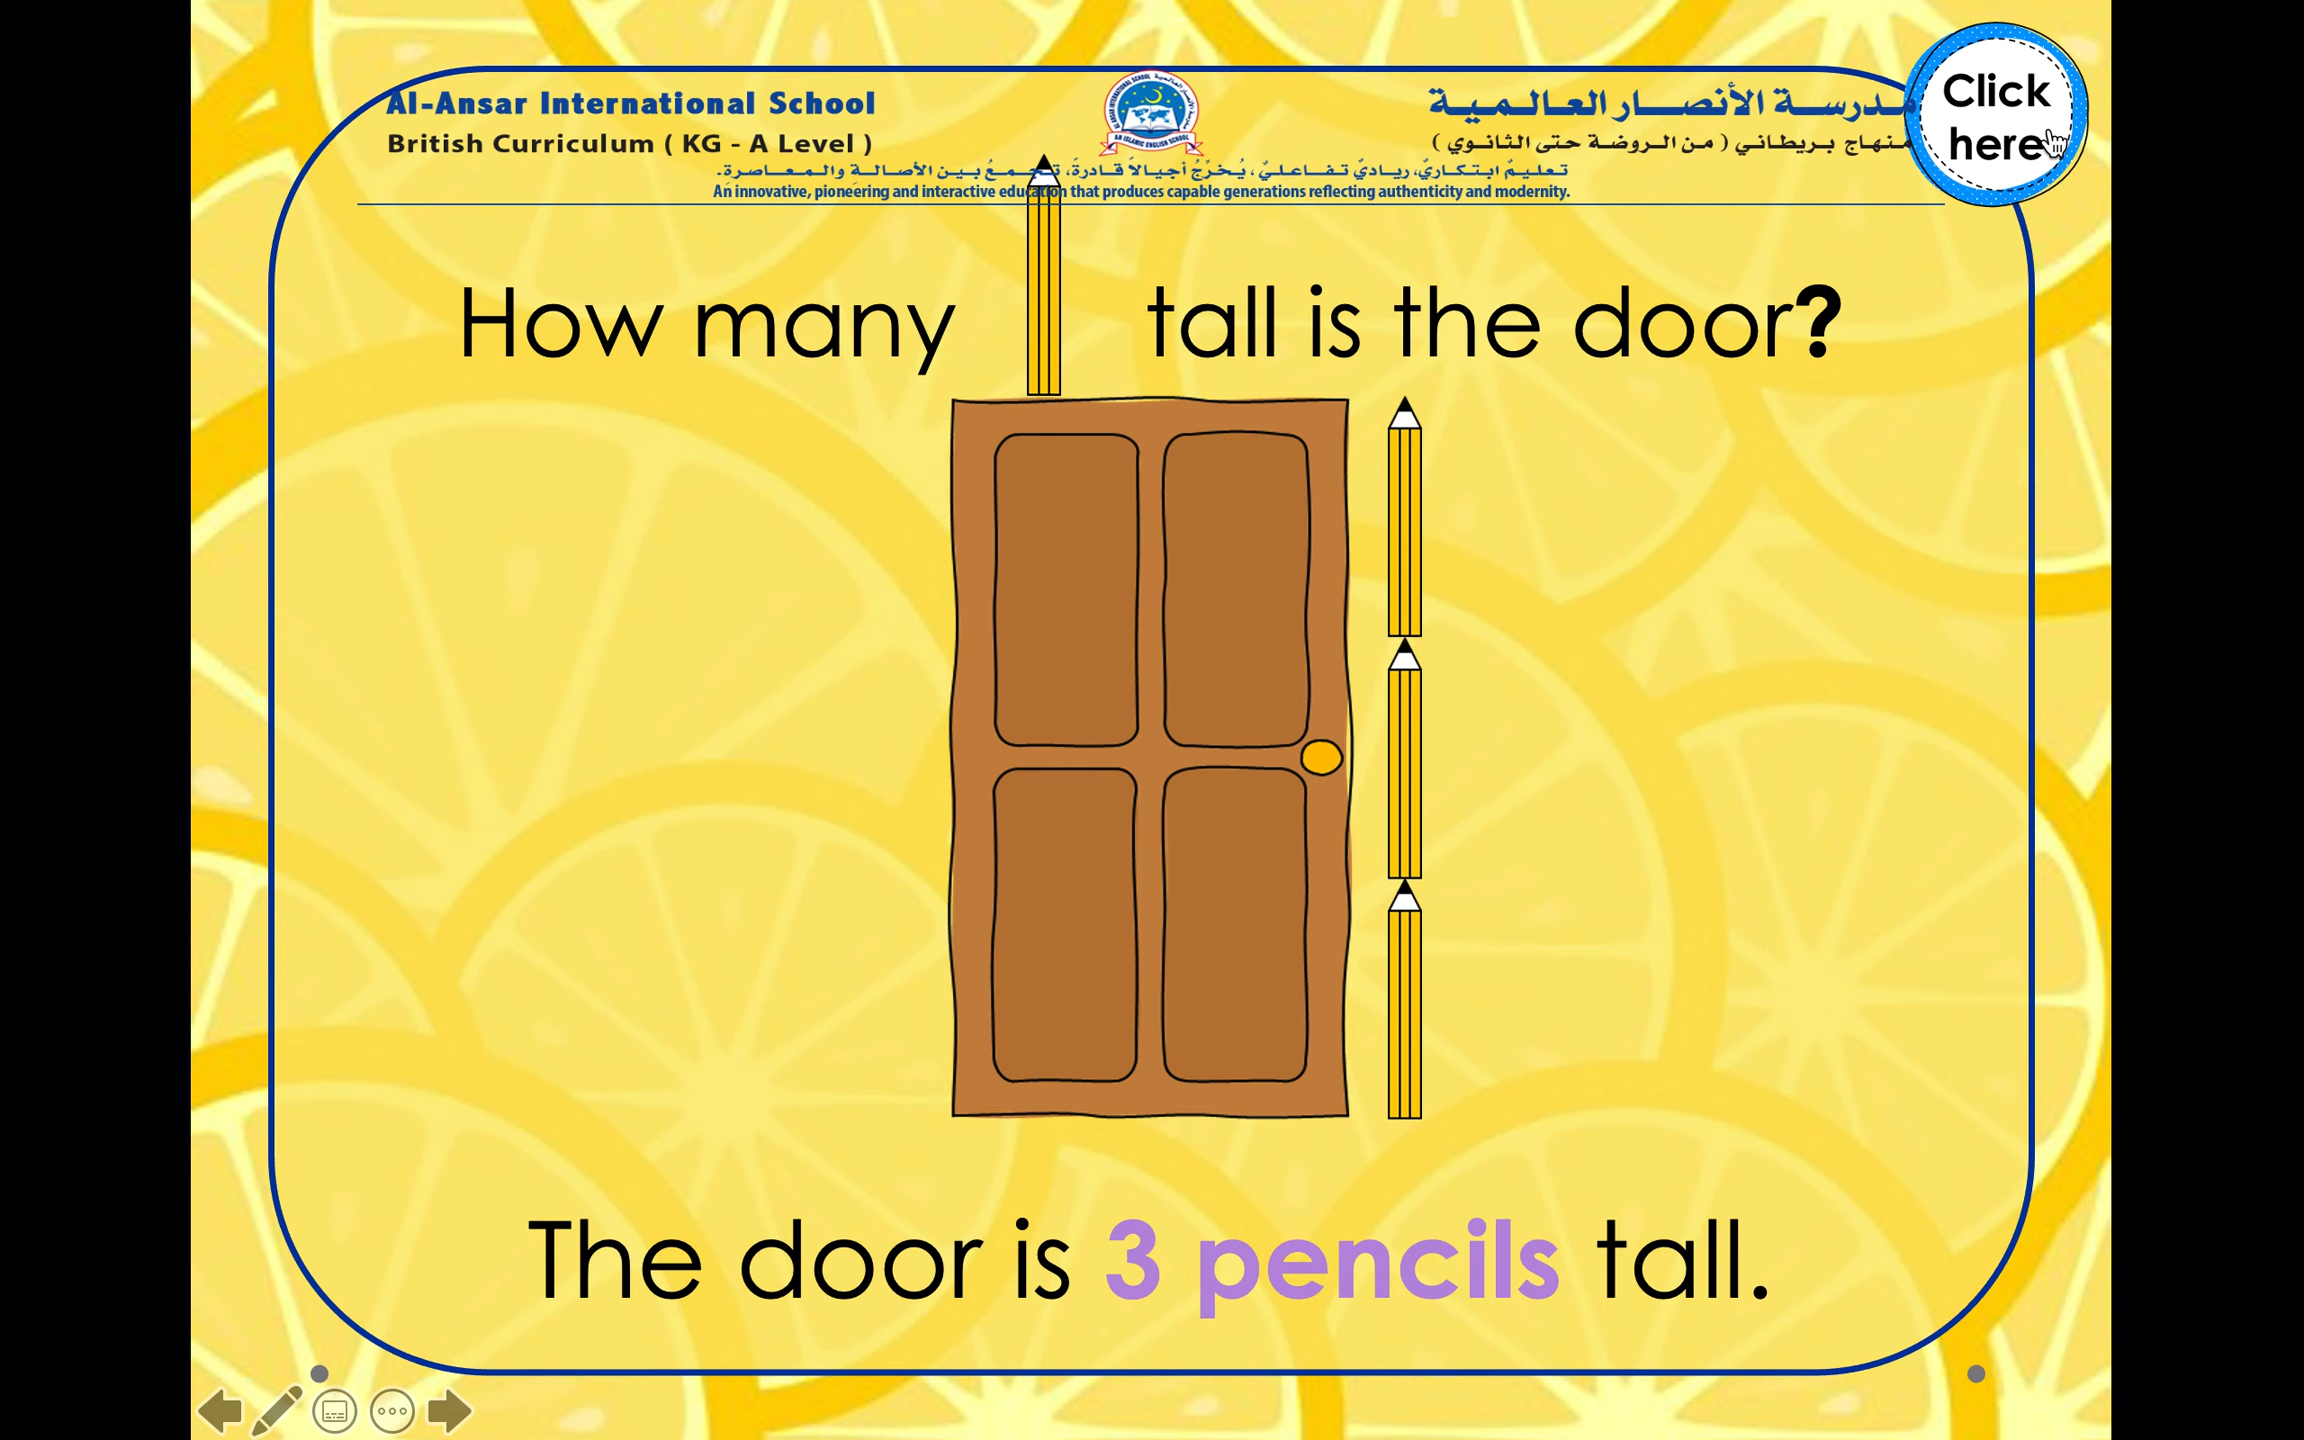 Al-Ansar International School
British Curriculum ( KG - A Level )
مدرسة الأنصار العالمية
منهاج بريطاني ( من الروضة حتى الثانوي )
تعليمٌ ابتكاريٌ، رياديٌ تفاعليٌ، يُخرِّجُ أجيالاً قادرةً، تجمعُ بين الأصالة والمعاصرة.
An innovative, pioneering and interactive education that produces capable generations reflecting authenticity and modernity.
Click
here
How many tall is the door?
The door is 3 pencils tall.